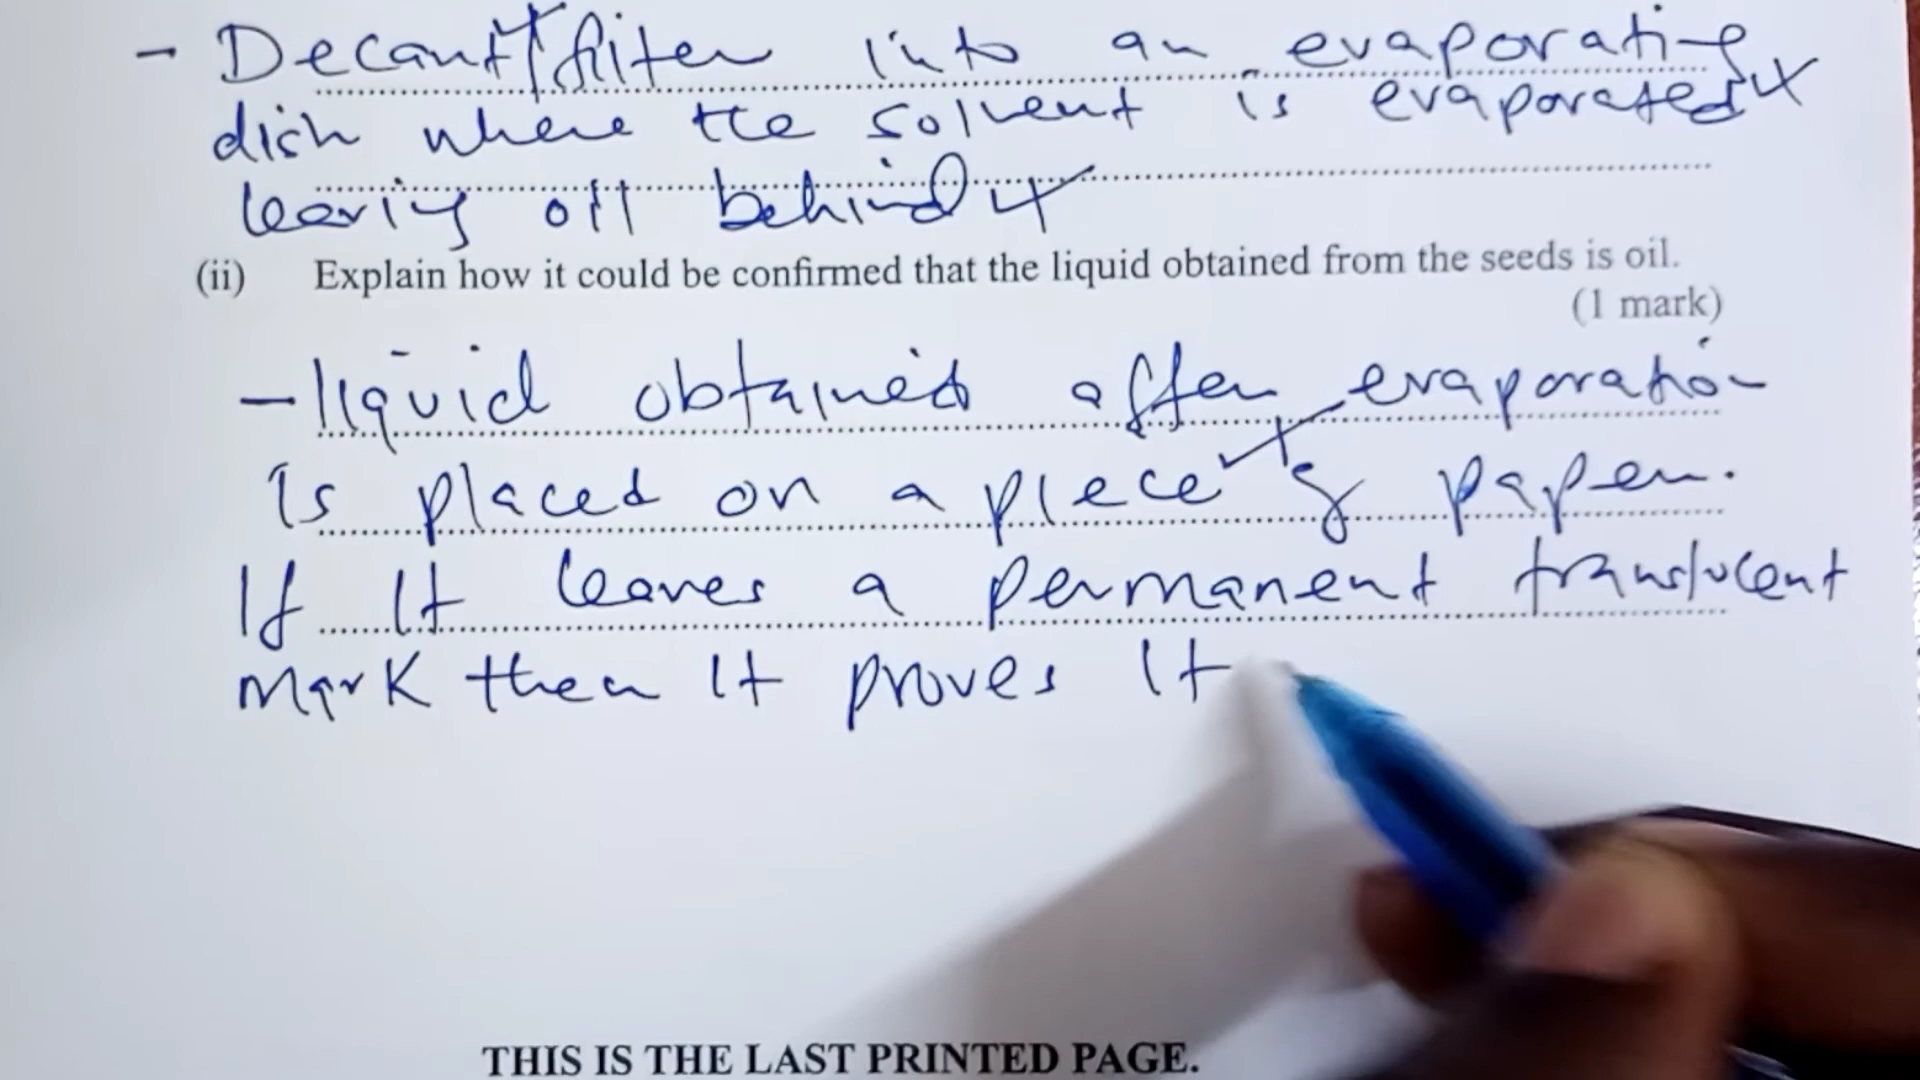 - Decant/filter into an evaporating
dish where the solvent is evaporated
leaving oil behind
(ii) Explain how it could be confirmed that the liquid obtained from the seeds is oil.
(1 mark)
- liquid obtained after evaporation
is placed on a piece of paper.
If it leaves a permanent translucent
mark then it proves it
THIS IS THE LAST PRINTED PAGE.